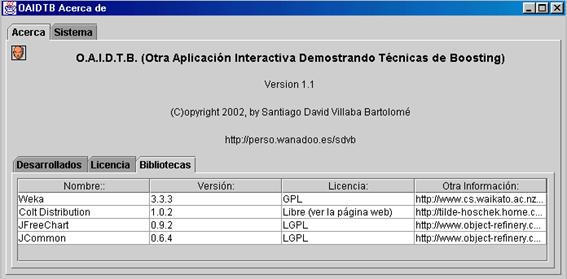 OAIDTB Acerca de
Acerca Sistema
O.A.I.D.T.B. (Otra Aplicación Interactiva Demostrando Técnicas de Boosting)
Version 1.1
(C)opyright 2002, by Santiago David Villaba Bartolomé
http://perso.wanadoo.es/sdvb
Desarrollados Licencia Bibliotecas
Nombre:: Versión: Licencia: Otra Información:
Weka 3.3.3 GPL http://www.cs.waikato.ac.nz...
Colt Distribution 1.0.2 Libre (ver la página web) http://tilde-hoschek.home.c...
JFreeChart 0.9.2 LGPL http://www.object-refinery.c...
JCommon 0.6.4 LGPL http://www.object-refinery.c...